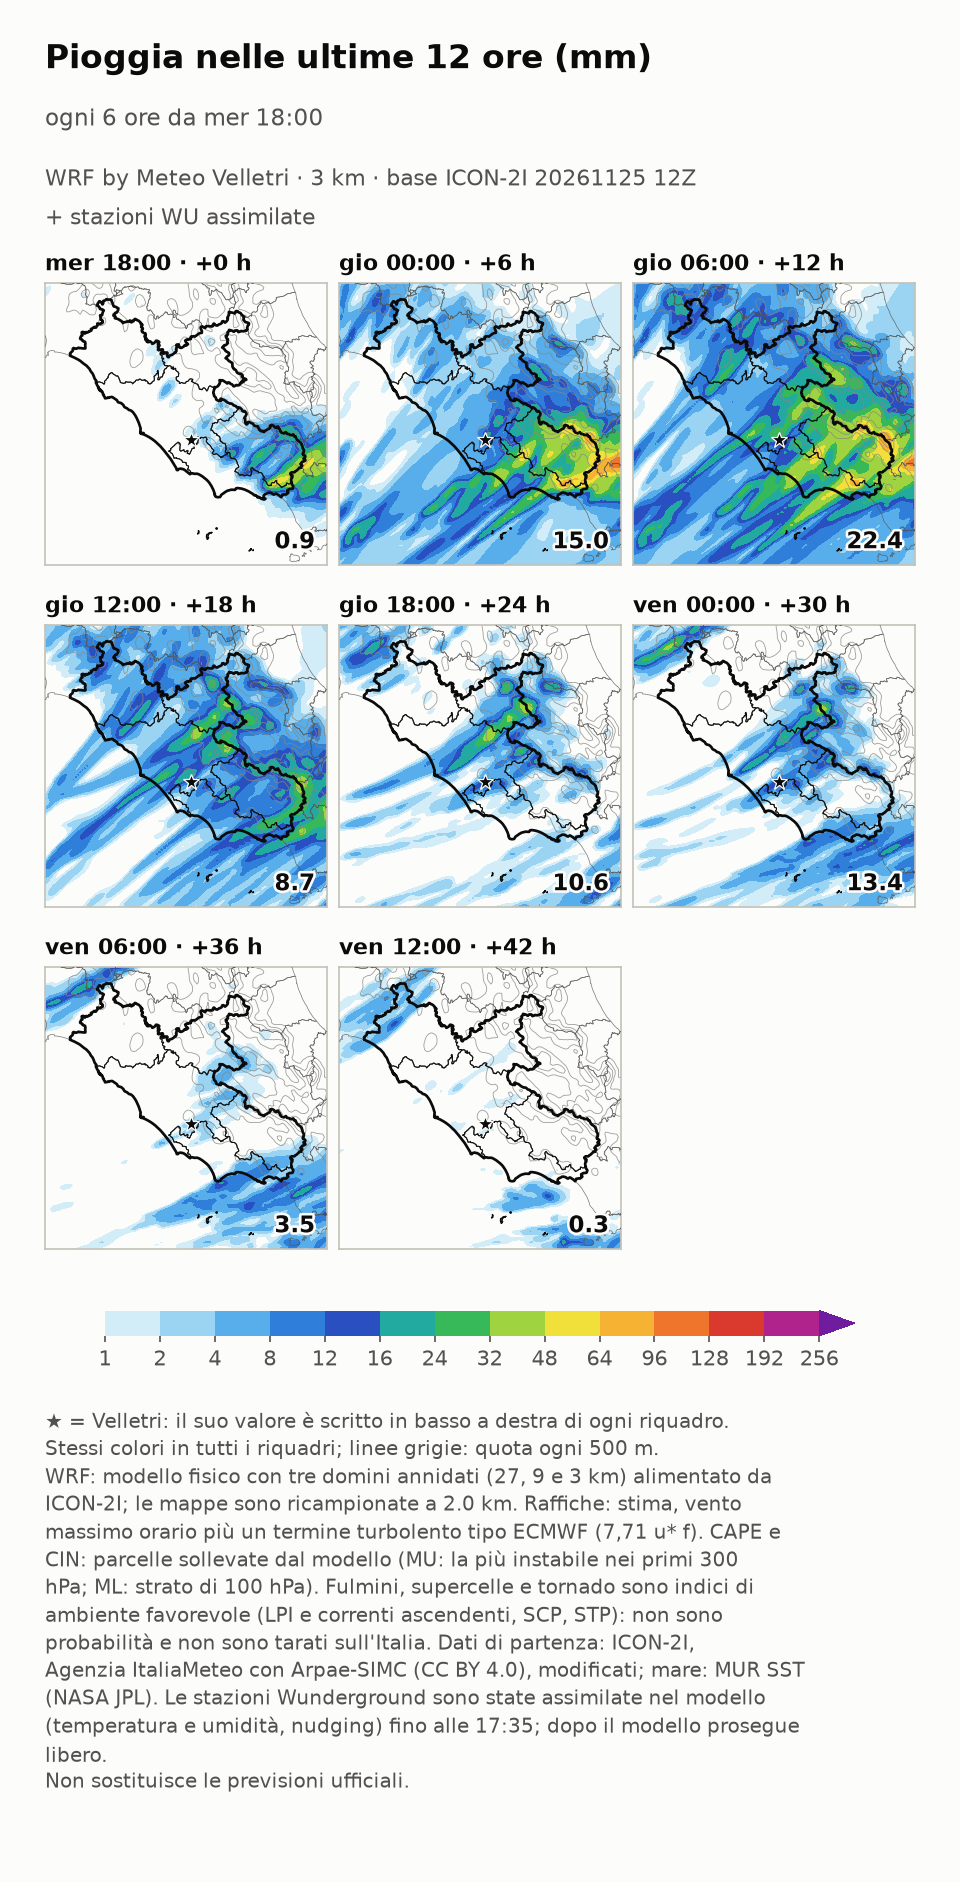 Pioggia nelle ultime 12 ore (mm)
ogni 6 ore da mer 18:00
WRF by Meteo Velletri · 3 km · base ICON-2I 20261125 12Z
+ stazioni WU assimilate
mer 18:00 · +0 h
gio 00:00 · +6 h
gio 06:00 · +12 h
0.9
15.0
22.4
gio 12:00 · +18 h
gio 18:00 · +24 h
ven 00:00 · +30 h
8.7
10.6
13.4
ven 06:00 · +36 h
ven 12:00 · +42 h
3.5
0.3
1 2 4 8 12 16 24 32 48 64 96 128 192 256
★ = Velletri: il suo valore è scritto in basso a destra di ogni riquadro.
Stessi colori in tutti i riquadri; linee grigie: quota ogni 500 m.
WRF: modello fisico con tre domini annidati (27, 9 e 3 km) alimentato da
ICON-2I; le mappe sono ricampionate a 2.0 km. Raffiche: stima, vento
massimo orario più un termine turbolento tipo ECMWF (7,71 u* f). CAPE e
CIN: parcelle sollevate dal modello (MU: la più instabile nei primi 300
hPa; ML: strato di 100 hPa). Fulmini, supercelle e tornado sono indici di
ambiente favorevole (LPI e correnti ascendenti, SCP, STP): non sono
probabilità e non sono tarati sull'Italia. Dati di partenza: ICON-2I,
Agenzia ItaliaMeteo con Arpae-SIMC (CC BY 4.0), modificati; mare: MUR SST
(NASA JPL). Le stazioni Wunderground sono state assimilate nel modello
(temperatura e umidità, nudging) fino alle 17:35; dopo il modello prosegue
libero.
Non sostituisce le previsioni ufficiali.